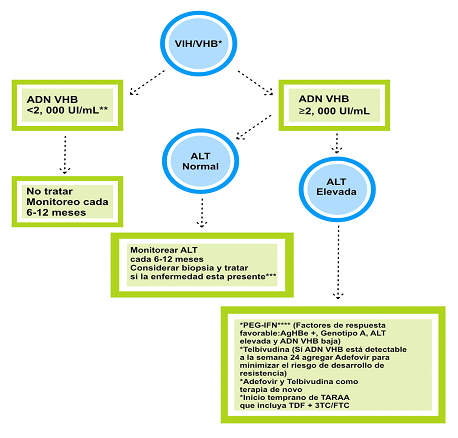 VIH/VHB*
ADN VHB
<2, 000 UI/mL**
ADN VHB
≥2, 000 UI/mL
ALT
Normal
ALT
Elevada
No tratar
Monitoreo cada
6-12 meses
Monitorear ALT
cada 6-12 meses
Considerar biopsia y tratar
si la enfermedad esta presente***
*PEG-IFN**** (Factores de respuesta
favorable:AgHBe +, Genotipo A, ALT
elevada y ADN VHB baja)
*Telbivudina (Si ADN VHB está detectable
a la semana 24 agregar Adefovir para
minimizar el riesgo de desarrollo de
resistencia)
*Adefovir y Telbivudina como
terapia de novo
*Inicio temprano de TARAA
que incluya TDF + 3TC/FTC